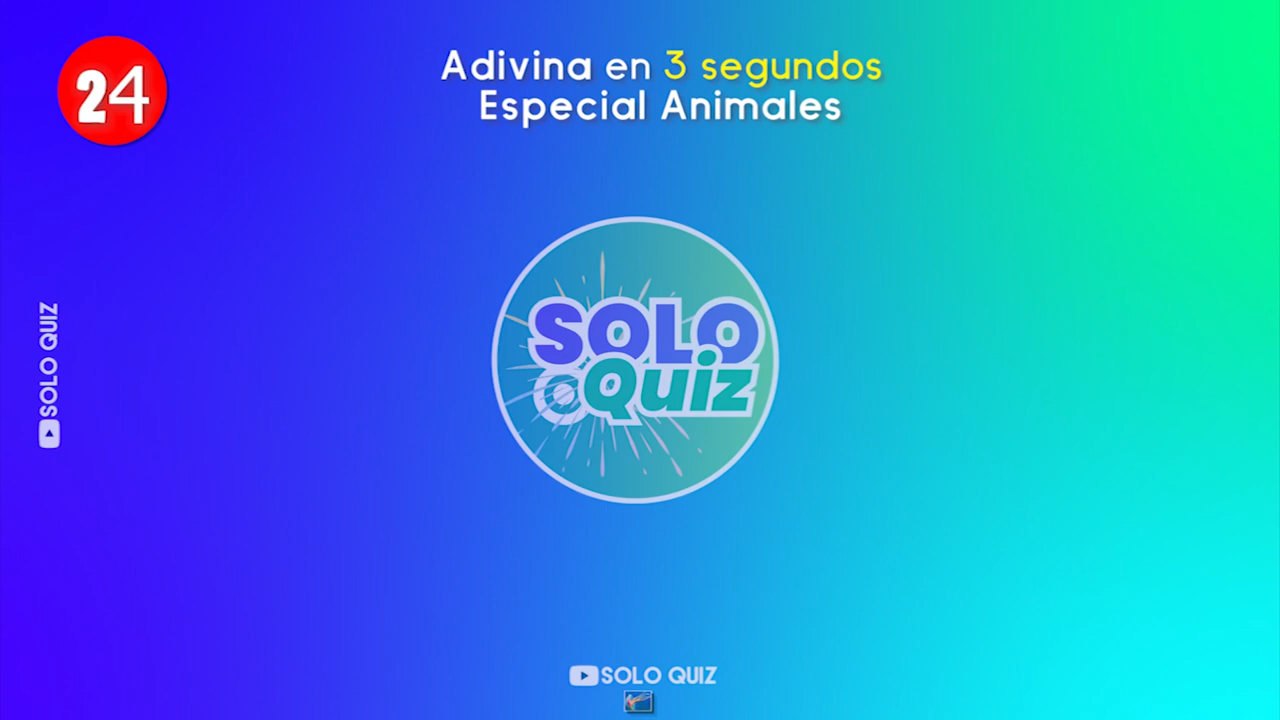 24
Adivina en 3 segundos
Especial Animales
SOLO QUIZ
SOLO
Quiz
SOLO QUIZ